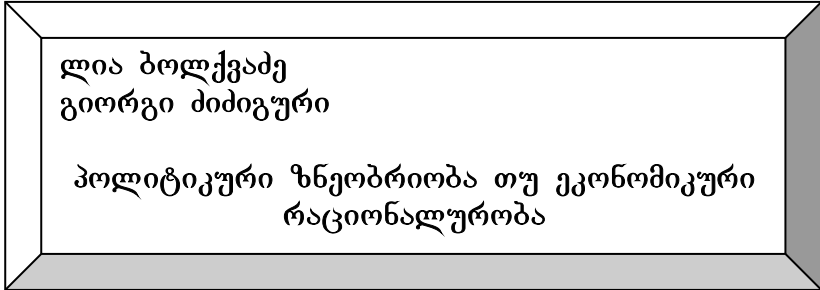 ლია ბოლქვაძე
გიორგი ძიძიგური
პოლიტიკური ზნეობრიობა თუ ეკონომიკური
რაციონალურობა